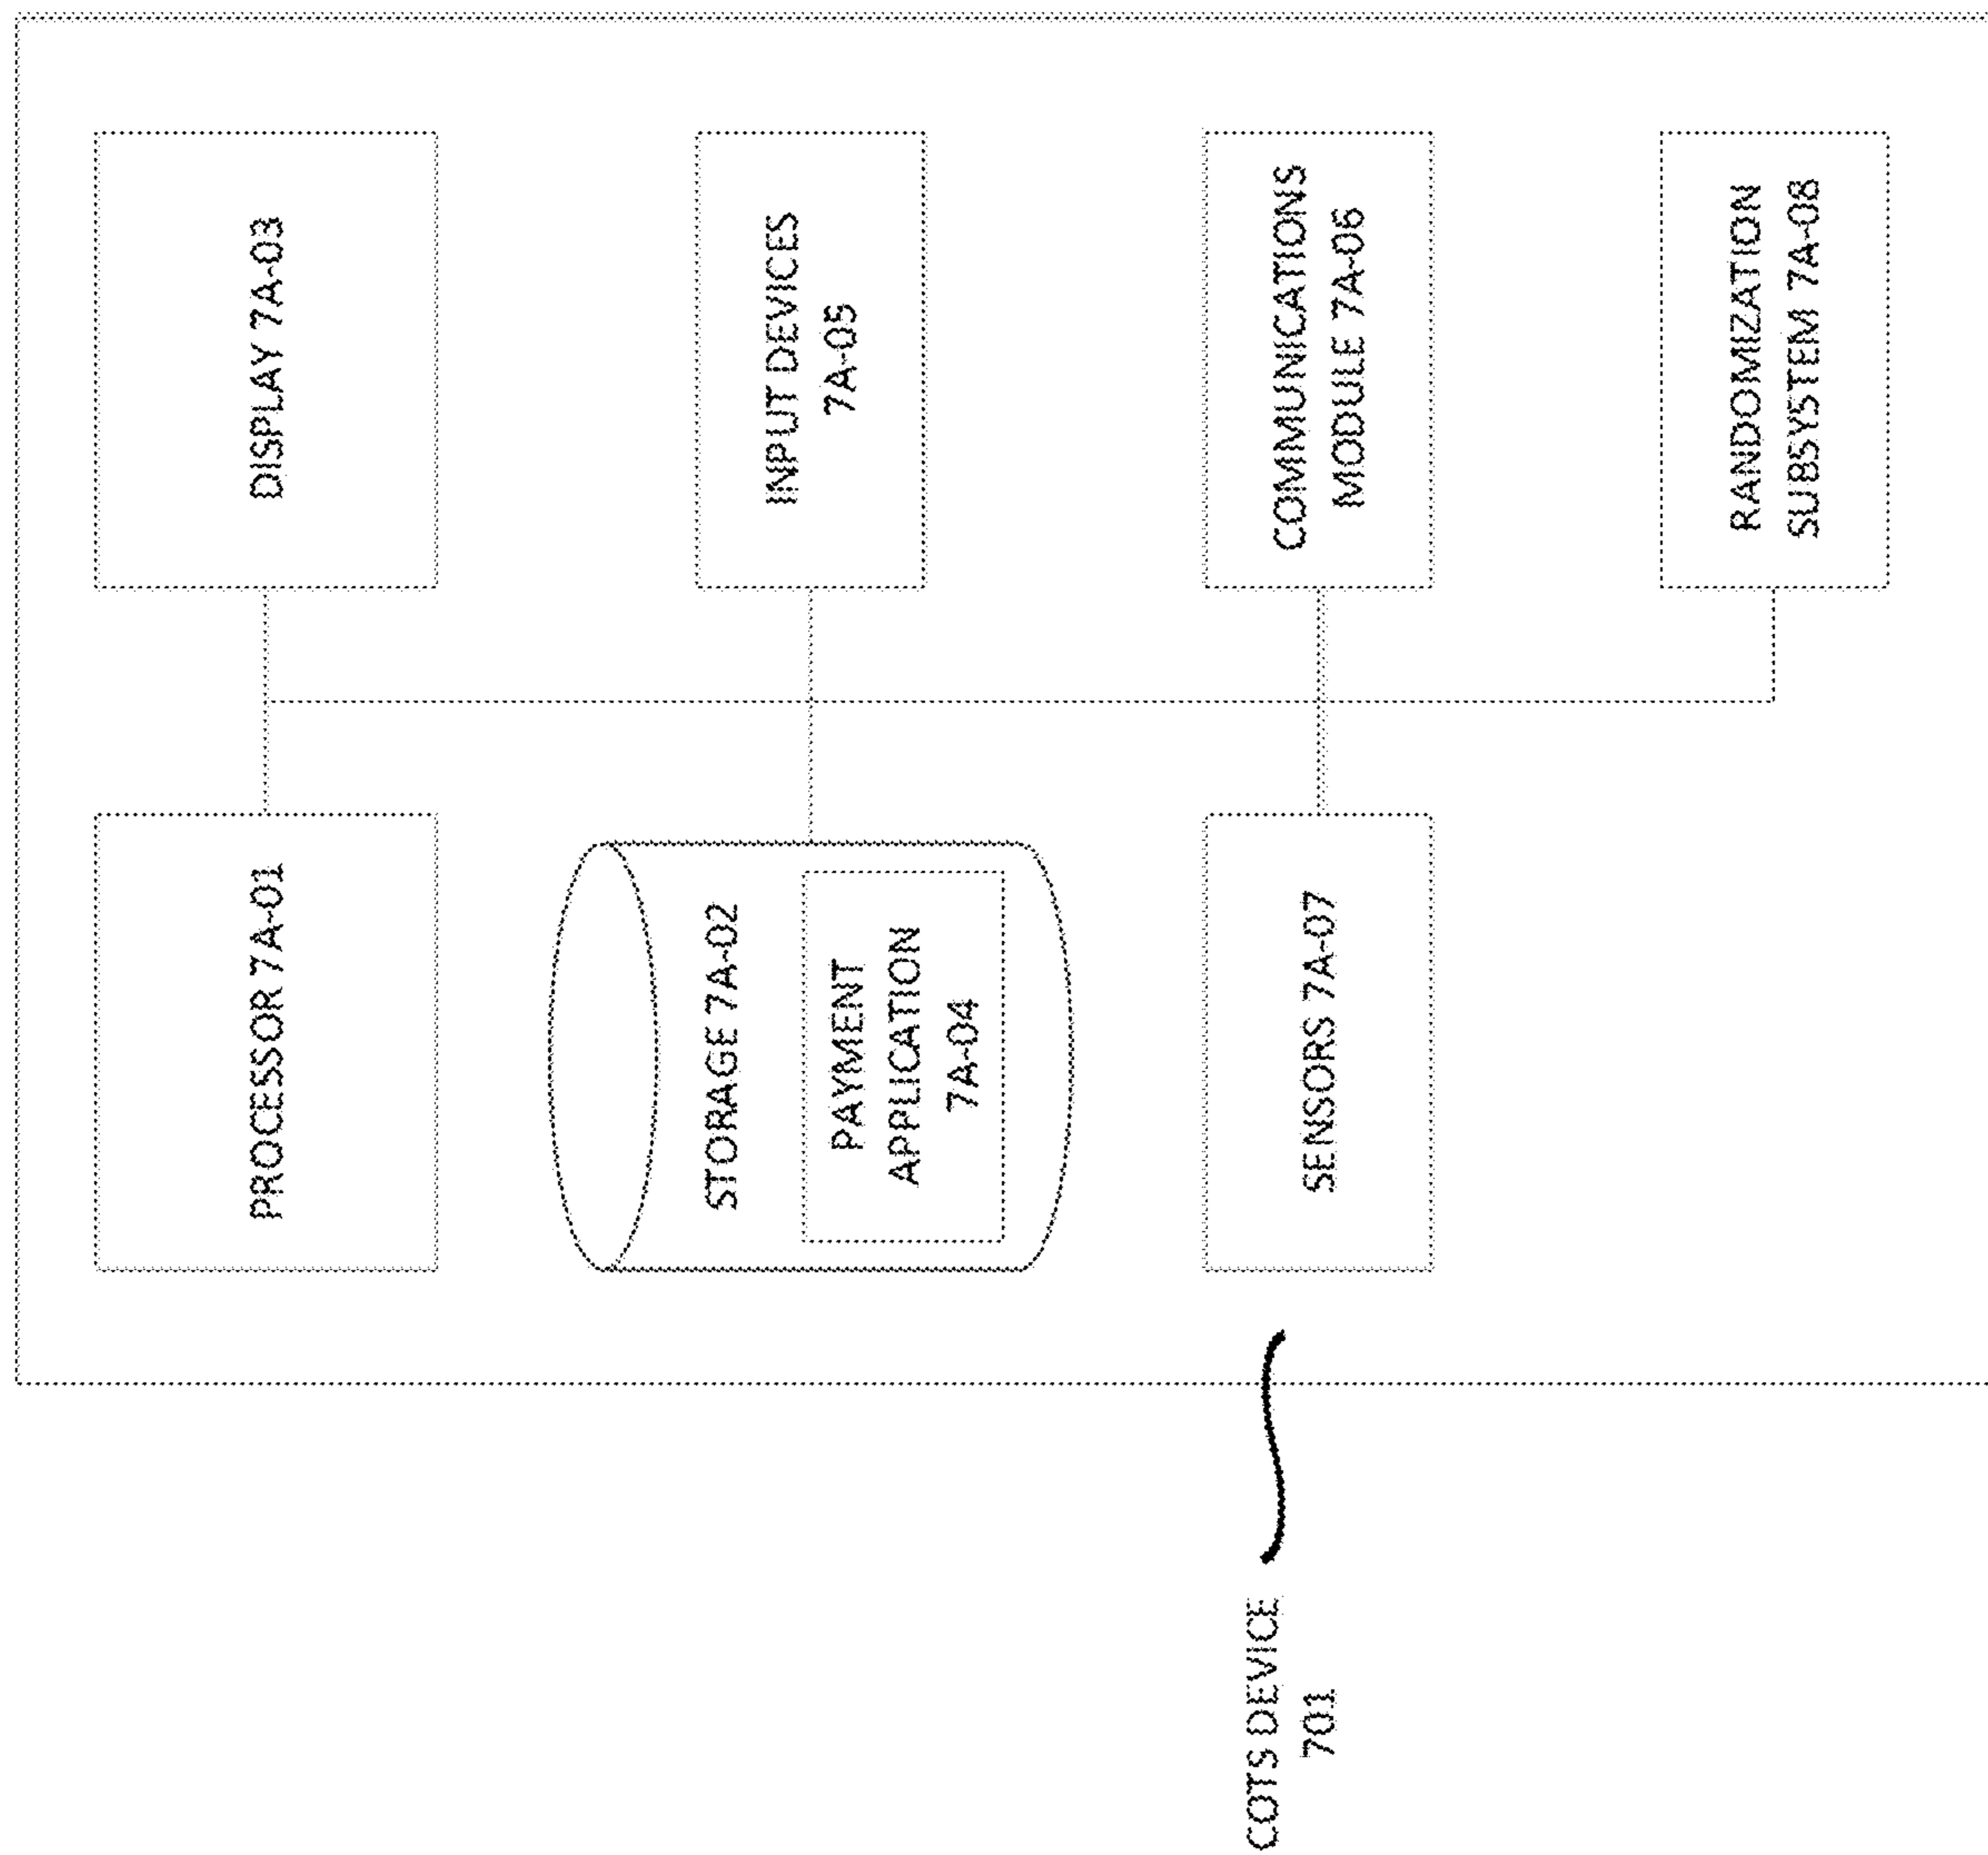 PROCESSOR 7A-01
DISPLAY 7A-03
STORAGE 7A-02
PAYMENT
APPLICATION
7A-04
INPUT DEVICES
7A-05
SENSORS 7A-07
COMMUNICATIONS
MODULE 7A-06
RANDOMIZATION
SUBSYSTEM 7A-08
COTS DEVICE
701